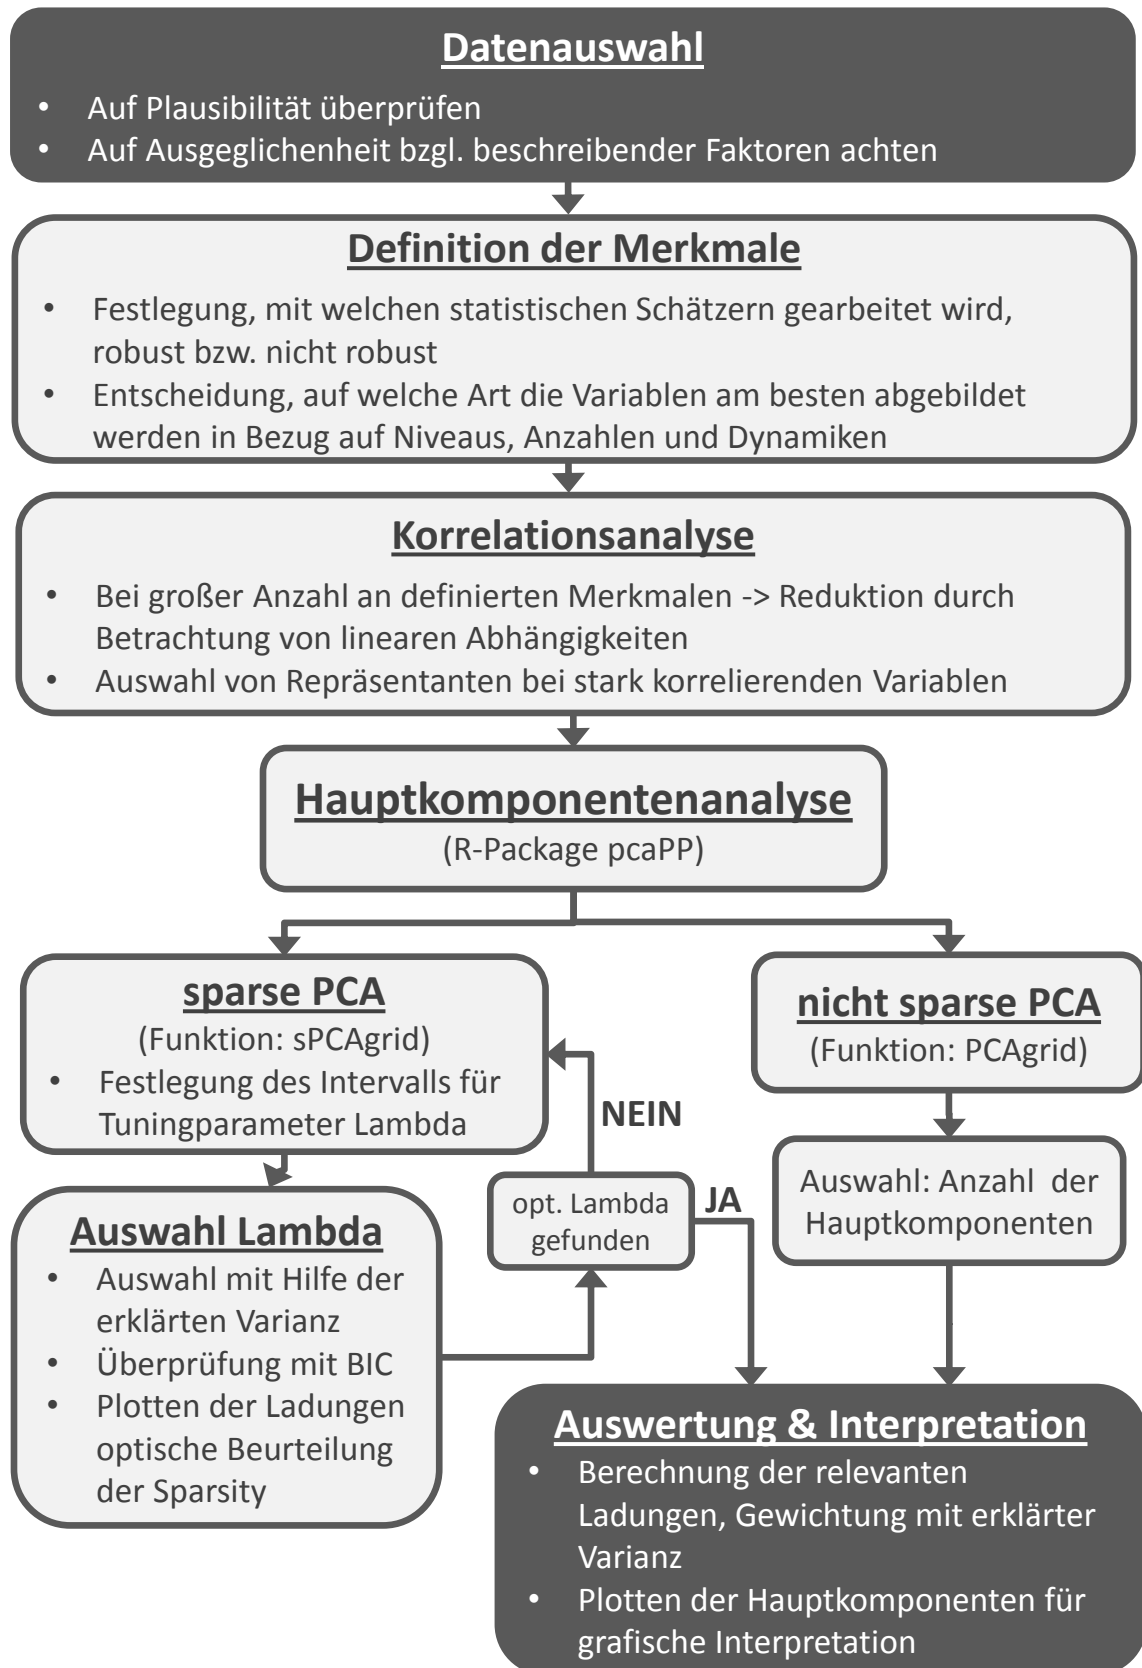 Datenauswahl
• Auf Plausibilität überprüfen
• Auf Ausgeglichenheit bzgl. beschreibender Faktoren achten
Definition der Merkmale
• Festlegung, mit welchen statistischen Schätzern gearbeitet wird,
robust bzw. nicht robust
• Entscheidung, auf welche Art die Variablen am besten abgebildet
werden in Bezug auf Niveaus, Anzahlen und Dynamiken
Korrelationsanalyse
• Bei großer Anzahl an definierten Merkmalen -> Reduktion durch
Betrachtung von linearen Abhängigkeiten
• Auswahl von Repräsentanten bei stark korrelierenden Variablen
Hauptkomponentenanalyse
(R-Package pcaPP)
sparse PCA
(Funktion: sPCAgrid)
• Festlegung des Intervalls für
Tuningparameter Lambda
nicht sparse PCA
(Funktion: PCAgrid)
NEIN
opt. Lambda
gefunden
JA
Auswahl: Anzahl der
Hauptkomponenten
Auswahl Lambda
• Auswahl mit Hilfe der
erklärten Varianz
• Überprüfung mit BIC
• Plotten der Ladungen
optische Beurteilung
der Sparsity
Auswertung & Interpretation
• Berechnung der relevanten
Ladungen, Gewichtung mit erklärter
Varianz
• Plotten der Hauptkomponenten für
grafische Interpretation